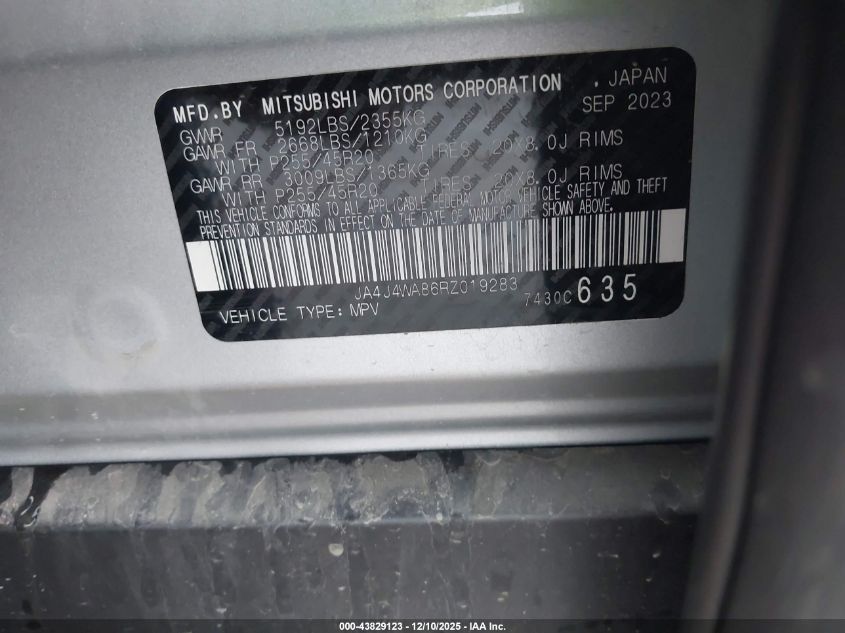 MFD.BY MITSUBISHI MOTORS CORPORATION . JAPAN
SEP 2023
GVWR 5192LBS/2355KG
GAWR FR 2668LBS/1210KG
WITH P255/45R20 TIRES 20X8.0J RIMS
GAWR RR 3009LBS/1365KG
WITH P255/45R20 TIRES 20X8.0J RIMS
THIS VEHICLE CONFORMS TO ALL APPLICABLE FEDERAL MOTOR VEHICLE SAFETY AND THEFT
PREVENTION STANDARDS IN EFFECT ON THE DATE OF MANUFACTURE SHOWN ABOVE.
JA4J4WAB6RZ019283
VEHICLE TYPE: MPV 7430C 635
000-43829123 - 12/10/2025 - IAA Inc.